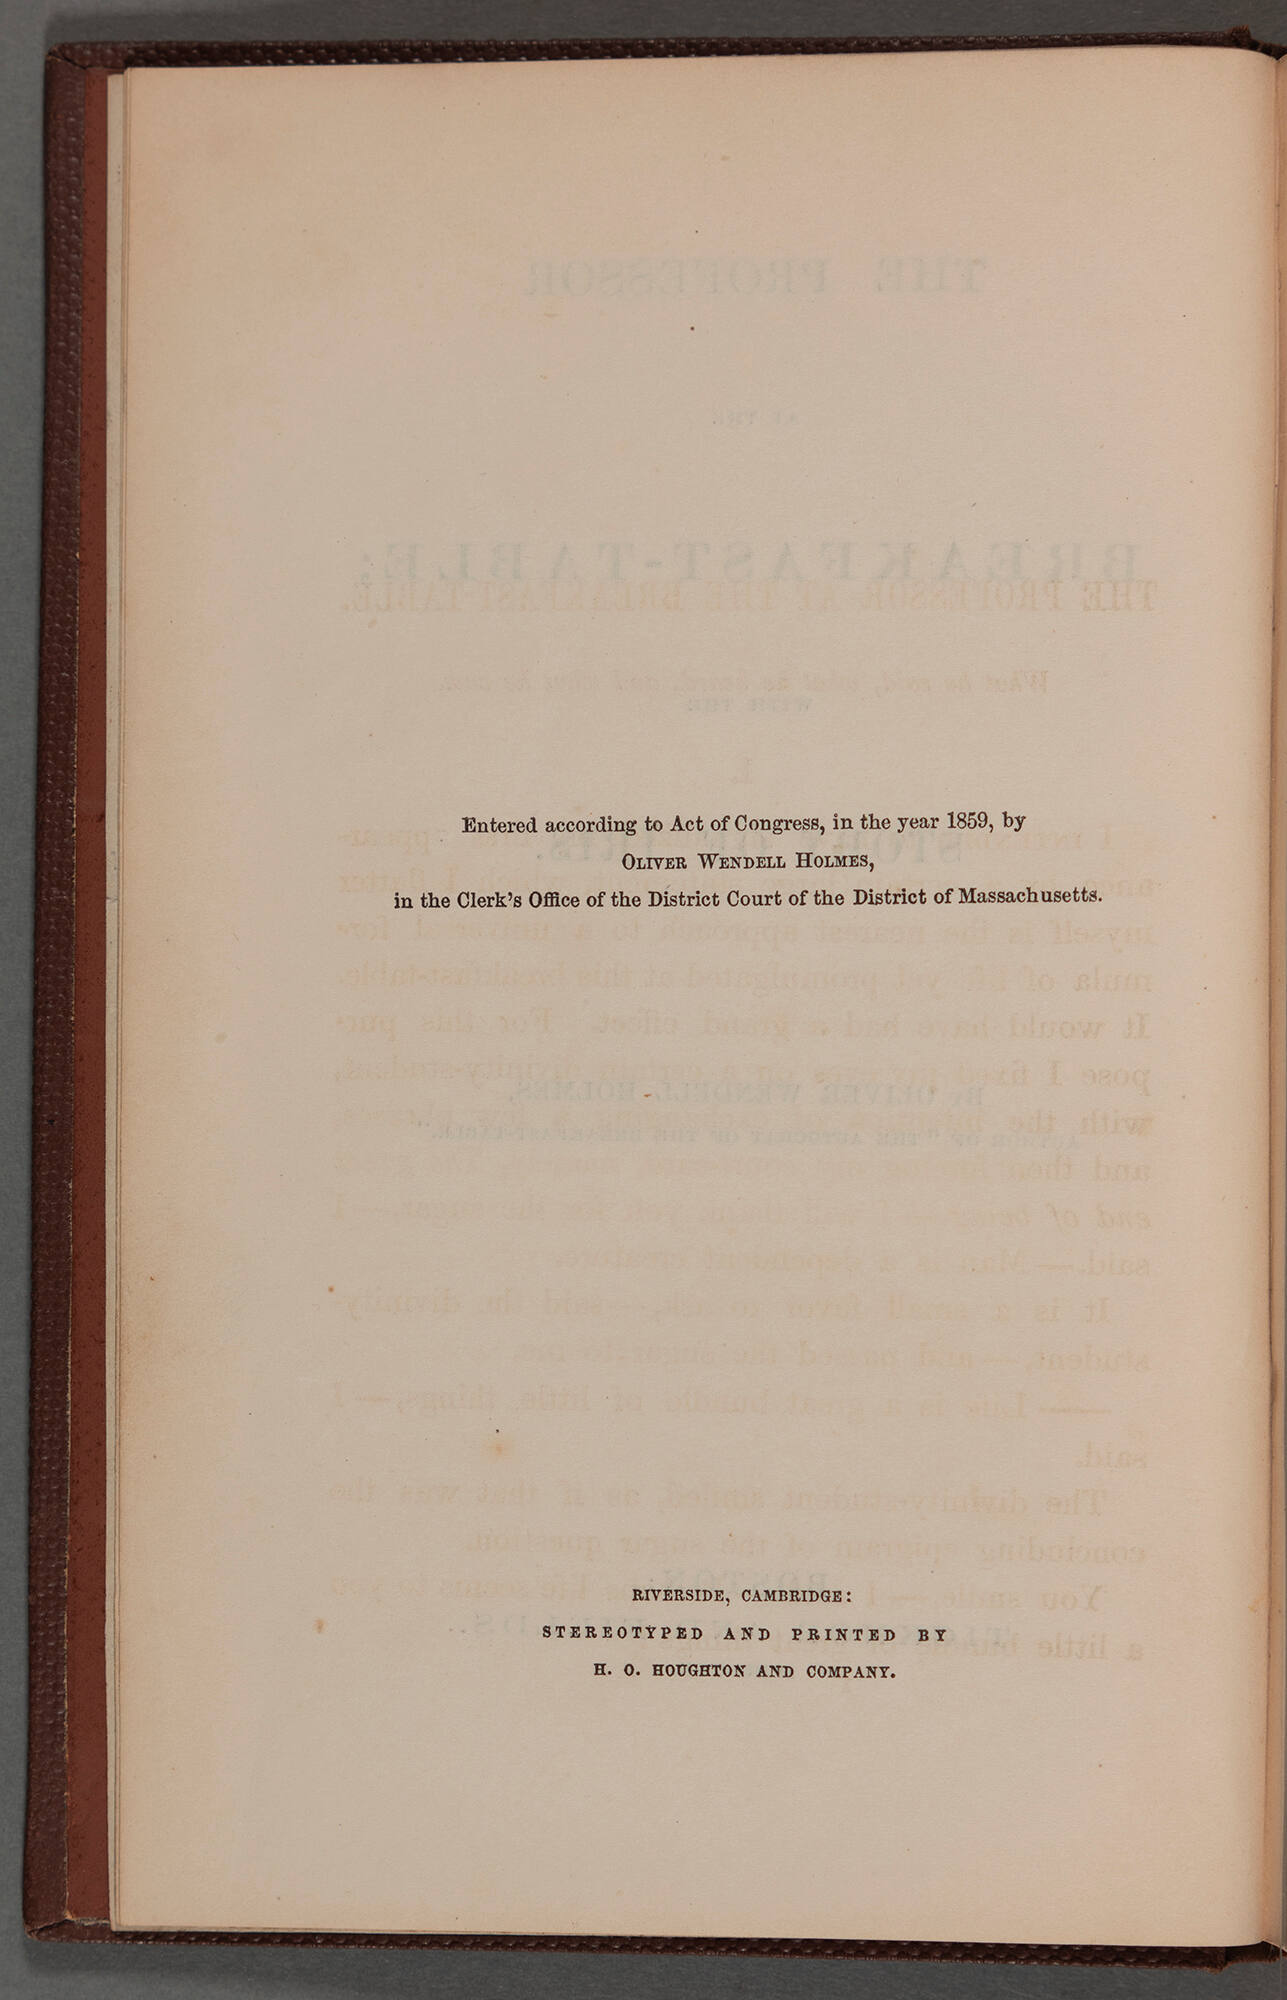 Entered according to Act of Congress, in the year 1859, by
OLIVER WENDELL HOLMES,
in the Clerk's Office of the District Court of the District of Massachusetts.
RIVERSIDE, CAMBRIDGE:
STEREOTYPED AND PRINTED BY
H. O. HOUGHTON AND COMPANY.